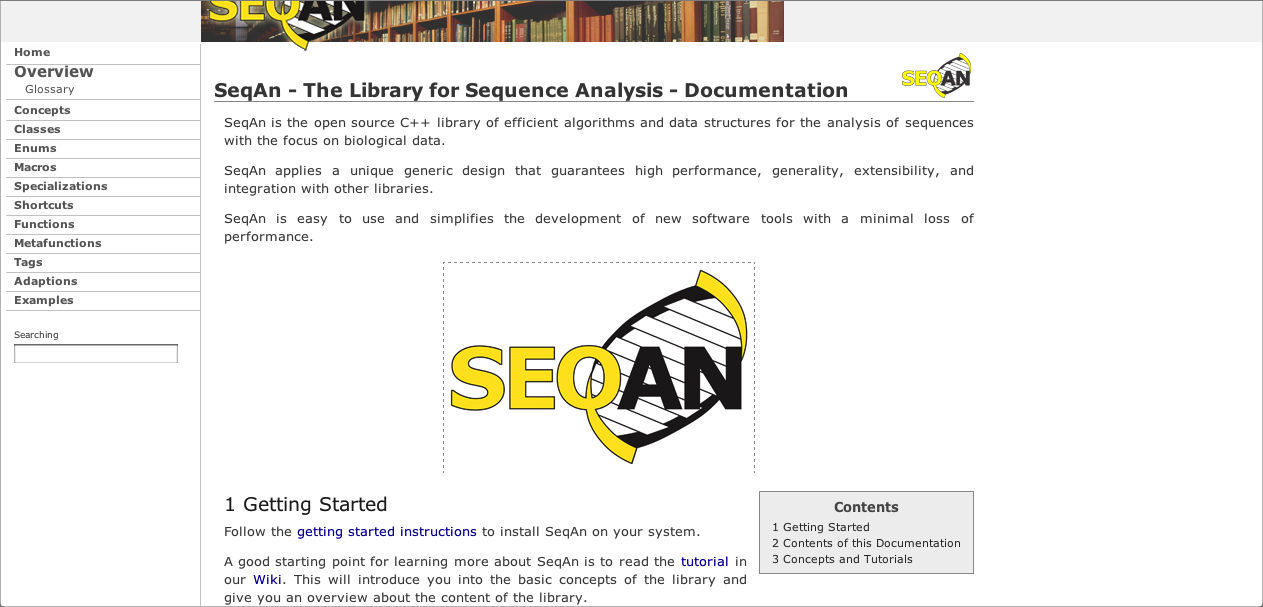 SEQAN
Home
Overview
Glossary
Concepts
Classes
Enums
Macros
Specializations
Shortcuts
Functions
Metafunctions
Tags
Adaptions
Examples
Searching
SeqAn - The Library for Sequence Analysis - Documentation
SEQAN
SeqAn is the open source C++ library of efficient algorithms and data structures for the analysis of sequences
with the focus on biological data.
SeqAn applies a unique generic design that guarantees high performance, generality, extensibility, and
integration with other libraries.
SeqAn is easy to use and simplifies the development of new software tools with a minimal loss of
performance.
SEQAN
1 Getting Started
Follow the getting started instructions to install SeqAn on your system.
A good starting point for learning more about SeqAn is to read the tutorial in
our Wiki. This will introduce you into the basic concepts of the library and
give you an overview about the content of the library.
Contents
1 Getting Started
2 Contents of this Documentation
3 Concepts and Tutorials